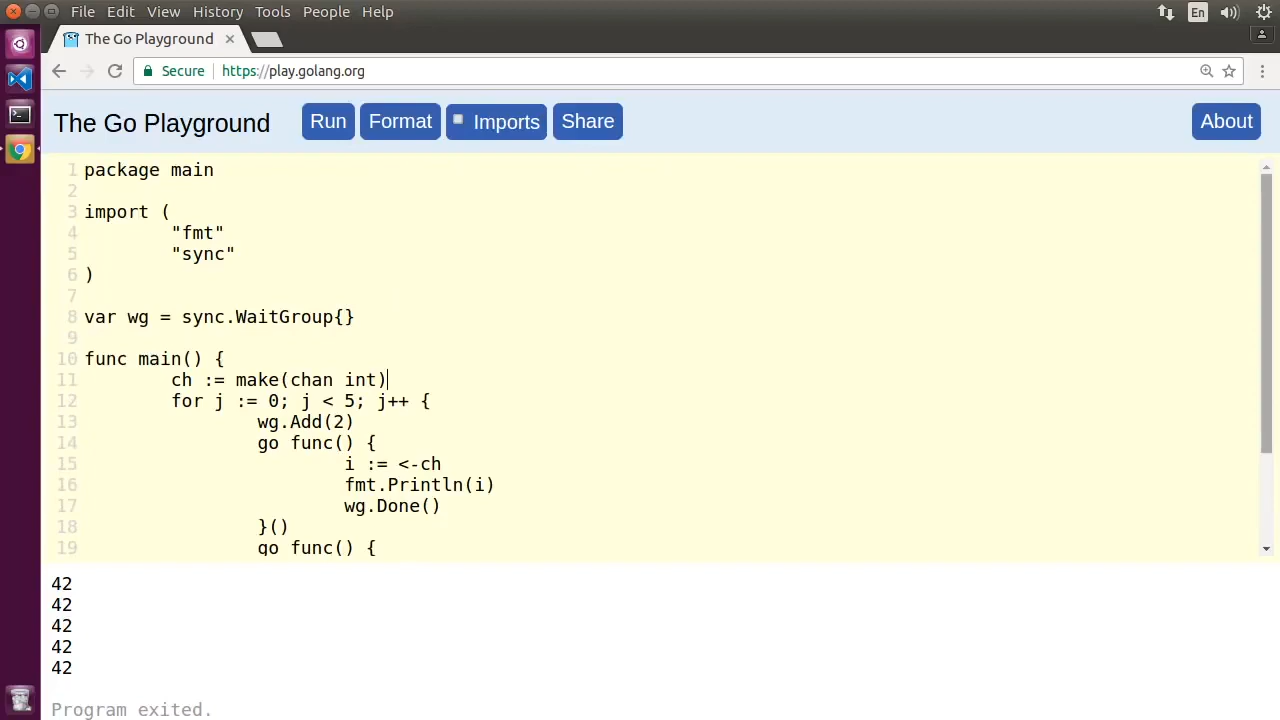 File Edit View History Tools People Help
En
The Go Playground
Secure https://play.golang.org
The Go Playground Run Format Imports Share About
1 package main
2
3 import (
4 "fmt"
5 "sync"
6 )
7
8 var wg = sync.WaitGroup{}
9
10 func main() {
11 ch := make(chan int)
12 for j := 0; j < 5; j++ {
13 wg.Add(2)
14 go func() {
15 i := <-ch
16 fmt.Println(i)
17 wg.Done()
18 }()
19 go func() {
42
42
42
42
42
Program exited.